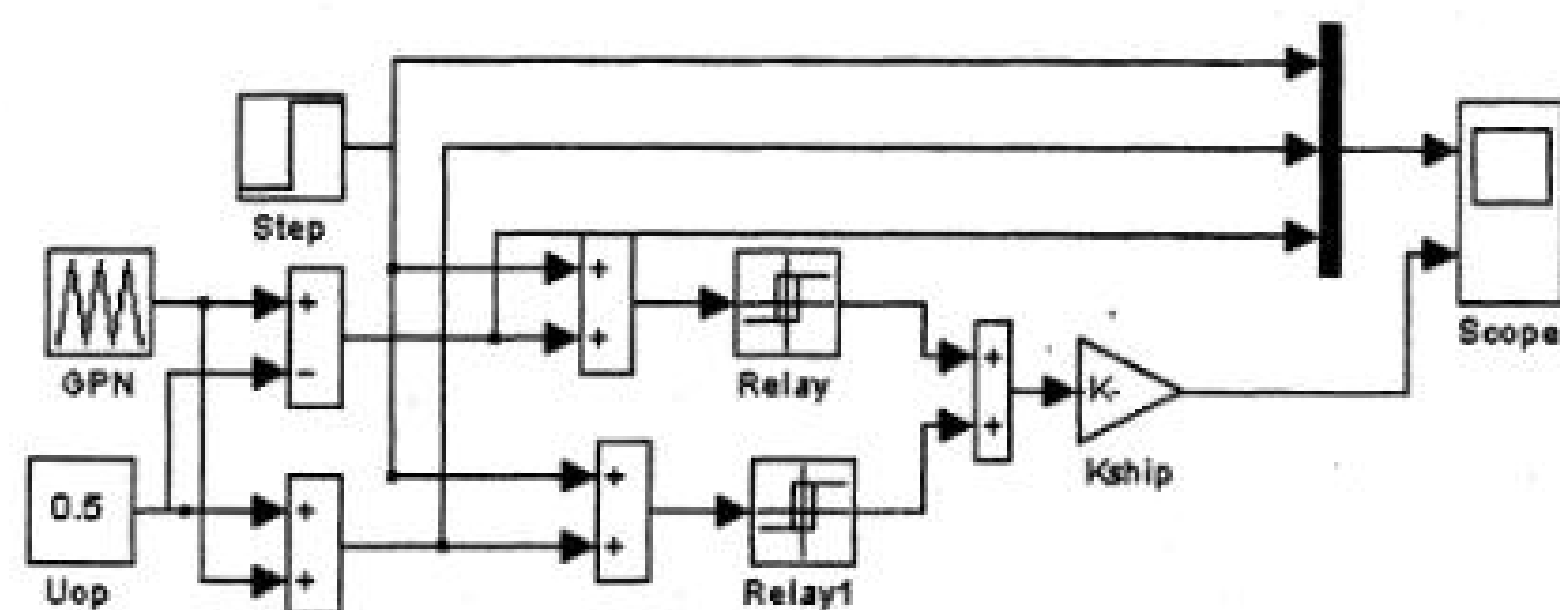 Step
GPN
+
-
+
+
Relay
Scope
+
+
K-
Kship
0.5
Uop
+
+
+
+
Relay1